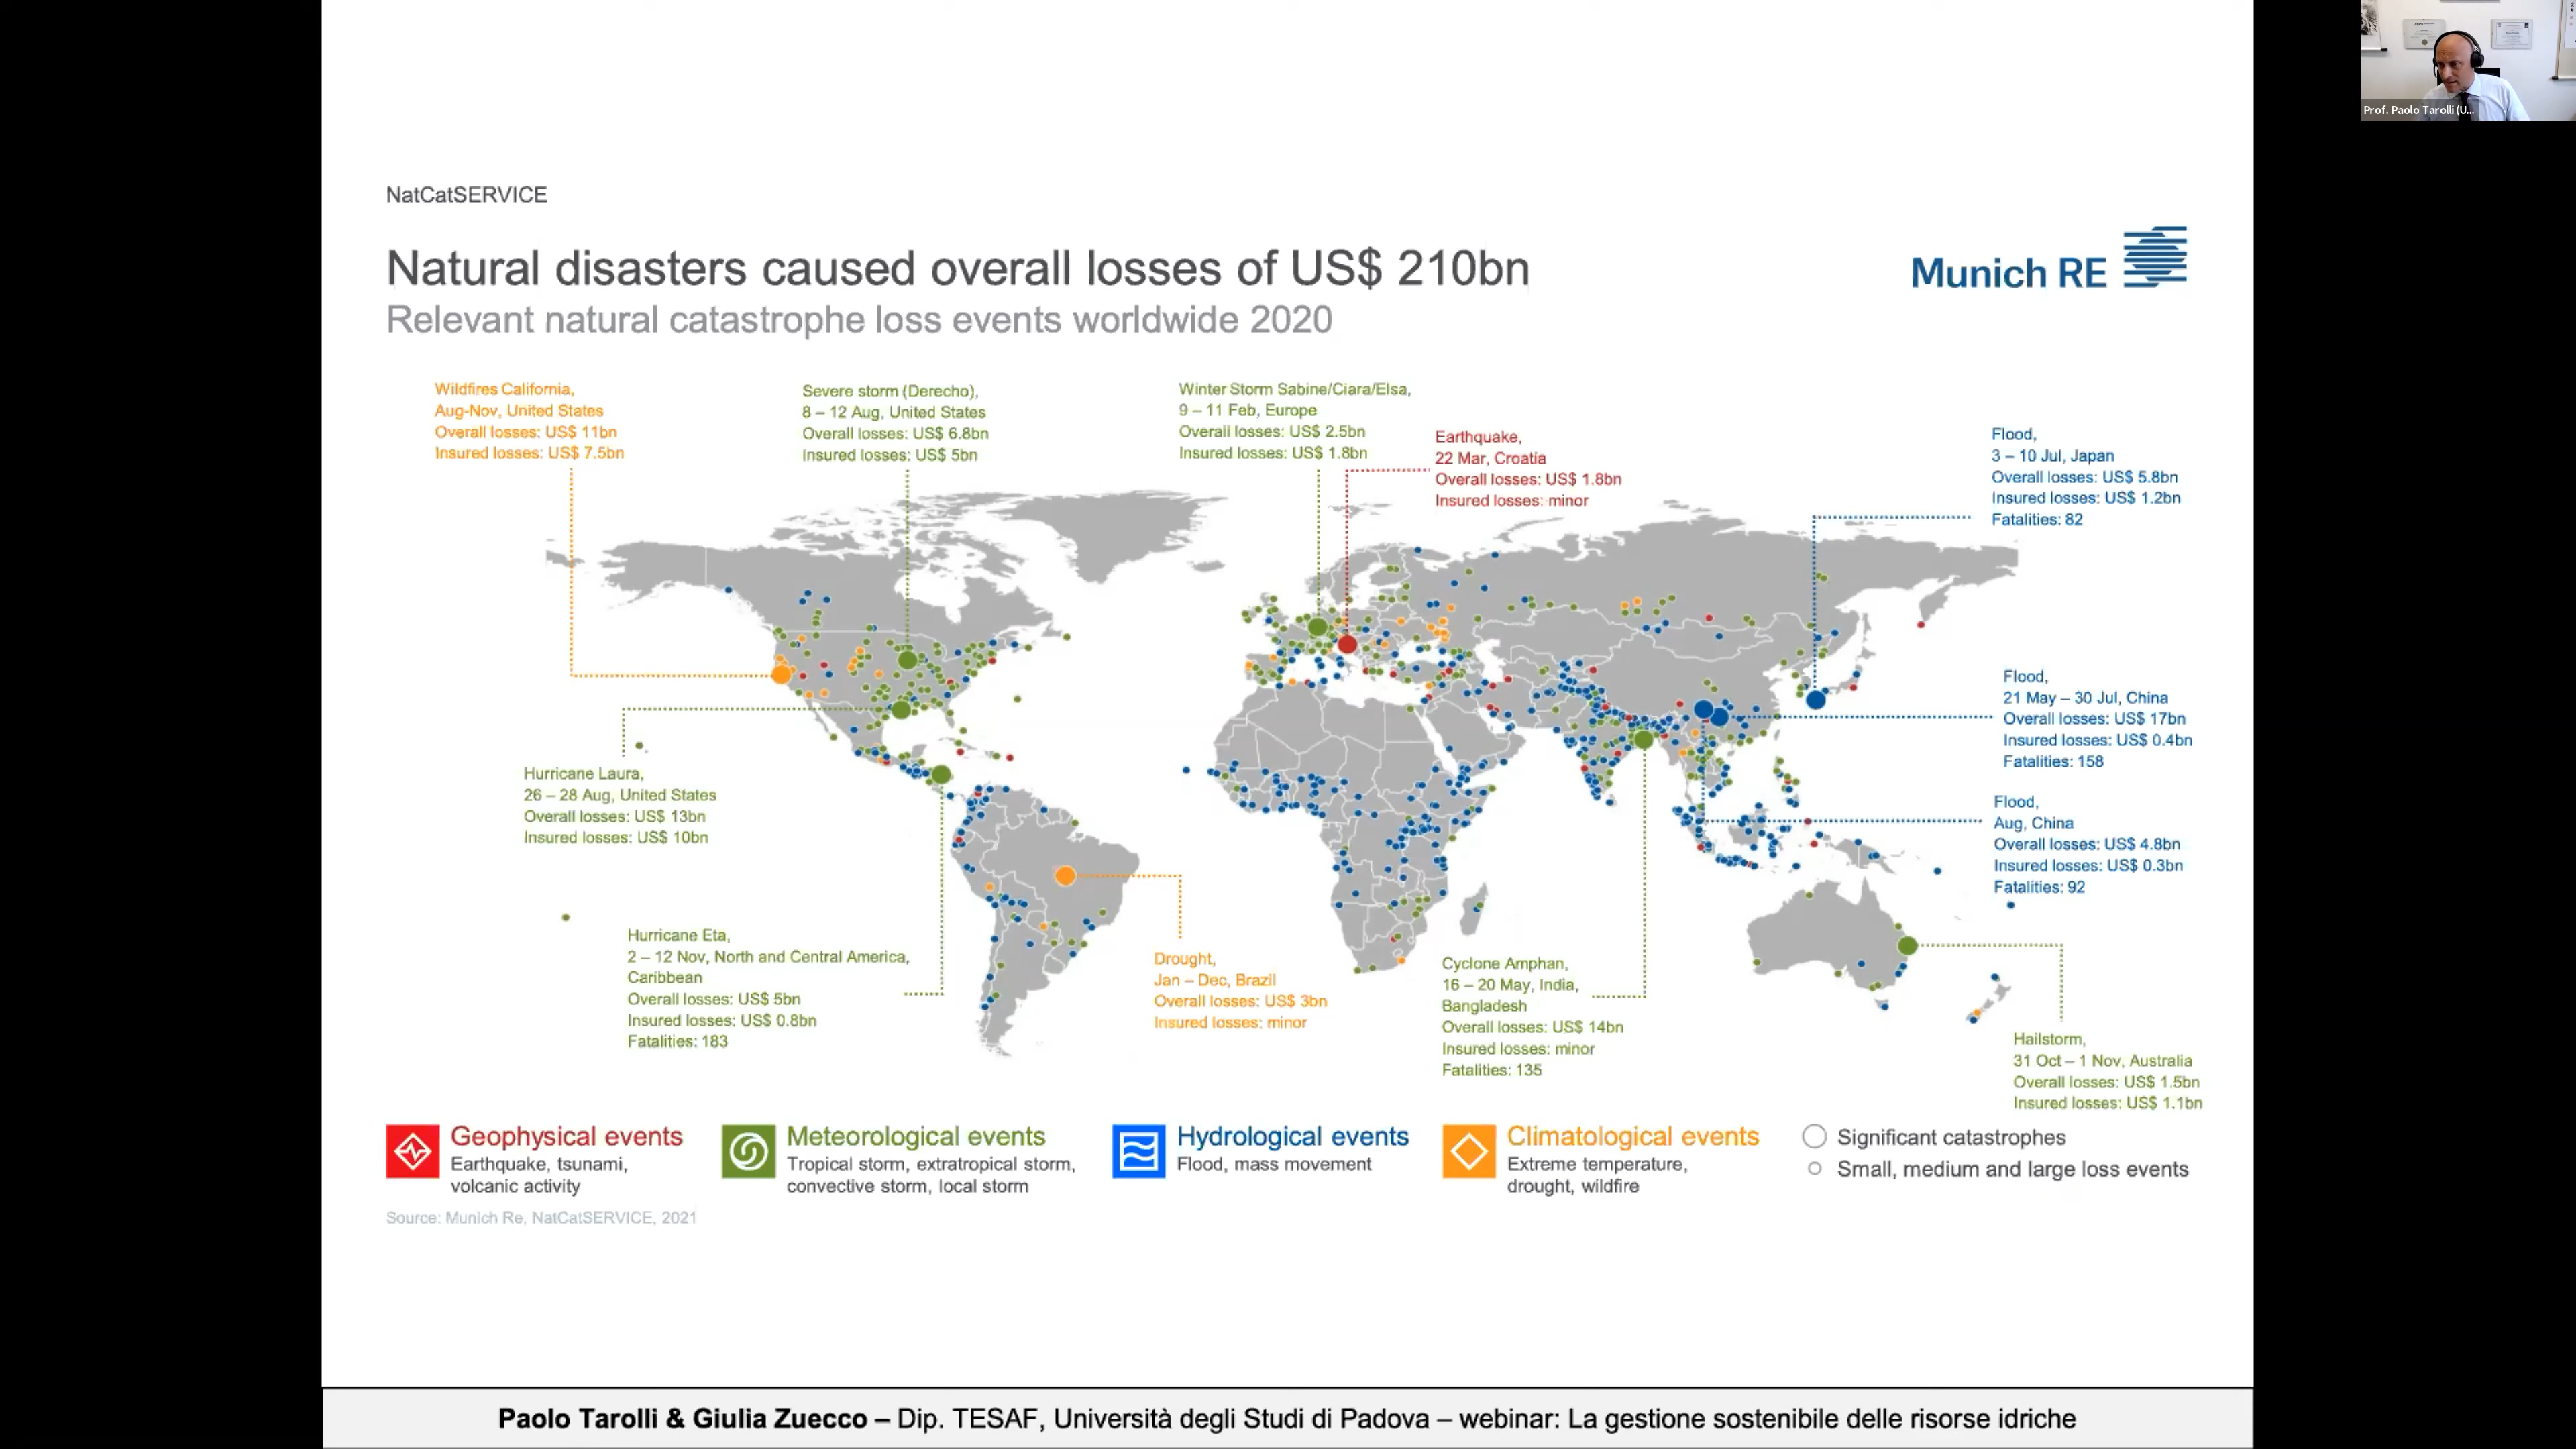 Prof. Paolo Tarolli (U...
NatCatSERVICE
Natural disasters caused overall losses of US$ 210bn
Relevant natural catastrophe loss events worldwide 2020
Munich RE
Wildfires California,
Aug-Nov, United States
Overall losses: US$ 11bn
Insured losses: US$ 7.5bn
Severe storm (Derecho),
8 – 12 Aug, United States
Overall losses: US$ 6.8bn
Insured losses: US$ 5bn
Winter Storm Sabine/Ciara/Elsa,
9 – 11 Feb, Europe
Overall losses: US$ 2.5bn
Insured losses: US$ 1.8bn
Earthquake,
22 Mar, Croatia
Overall losses: US$ 1.8bn
Insured losses: minor
Flood,
3 – 10 Jul, Japan
Overall losses: US$ 5.8bn
Insured losses: US$ 1.2bn
Fatalities: 82
Flood,
21 May – 30 Jul, China
Overall losses: US$ 17bn
Insured losses: US$ 0.4bn
Fatalities: 158
Hurricane Laura,
26 – 28 Aug, United States
Overall losses: US$ 13bn
Insured losses: US$ 10bn
Flood,
Aug, China
Overall losses: US$ 4.8bn
Insured losses: US$ 0.3bn
Fatalities: 92
Hurricane Eta,
2 – 12 Nov, North and Central America,
Caribbean
Overall losses: US$ 5bn
Insured losses: US$ 0.8bn
Fatalities: 183
Drought,
Jan – Dec, Brazil
Overall losses: US$ 3bn
Insured losses: minor
Cyclone Amphan,
16 – 20 May, India,
Bangladesh
Overall losses: US$ 14bn
Insured losses: minor
Fatalities: 135
Hailstorm,
31 Oct – 1 Nov, Australia
Overall losses: US$ 1.5bn
Insured losses: US$ 1.1bn
Geophysical events
Earthquake, tsunami,
volcanic activity
Meteorological events
Tropical storm, extratropical storm,
convective storm, local storm
Hydrological events
Flood, mass movement
Climatological events
Extreme temperature,
drought, wildfire
Significant catastrophes
Small, medium and large loss events
Source: Munich Re, NatCatSERVICE, 2021
Paolo Tarolli & Giulia Zuecco – Dip. TESAF, Università degli Studi di Padova – webinar: La gestione sostenibile delle risorse idriche